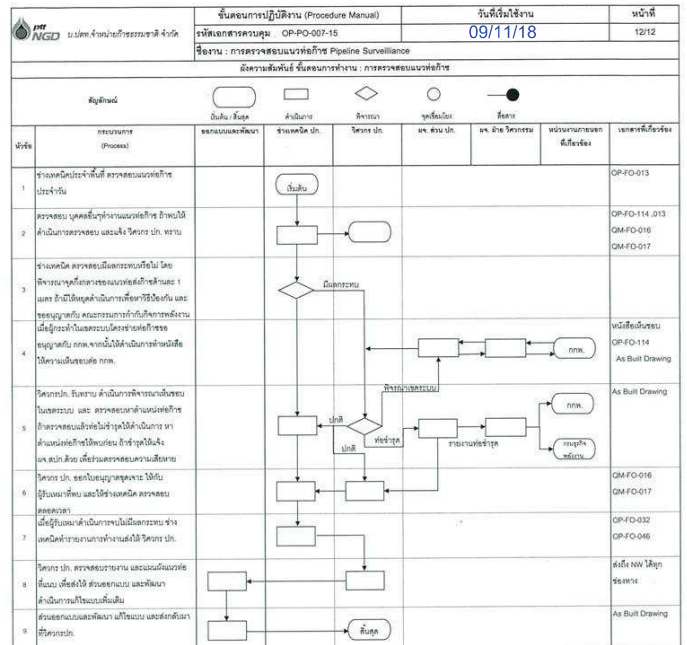 ptt
NGD
บ.ปตท.จำหน่ายก๊าซธรรมชาติ จำกัด
ขั้นตอนการปฏิบัติงาน (Procedure Manual)
วันที่เริ่มใช้งาน
หน้าที่
รหัสเอกสารควบคุม OP-PO-007-15
09/11/18
12/12
ชื่องาน : การตรวจสอบแนวท่อก๊าซ Pipeline Surveillance
ผังความสัมพันธ์ ขั้นตอนการทำงาน : การตรวจสอบแนวท่อก๊าซ
สัญลักษณ์
เริ่มต้น / สิ้นสุด
ดำเนินการ
พิจารณา
จุดเชื่อมโยง
สื่อสาร
หัวข้อ
กระบวนการ
(Process)
ออกแบบและพัฒนา
ช่างเทคนิค ปก.
วิศวกร ปก.
ผจ. ส่วน ปก.
ผจ. ฝ่าย วิศวกรรม
หน่วยงานภายนอก
ที่เกี่ยวข้อง
เอกสารที่เกี่ยวข้อง
1
ช่างเทคนิคประจำพื้นที่ ตรวจสอบแนวท่อก๊าซ
ประจำวัน
เริ่มต้น
OP-FO-013
2
ตรวจสอบ บุคคลอื่นๆทำงานแนวท่อก๊าซ ถ้าพบให้
ดำเนินการตรวจสอบ และแจ้ง วิศวกร ปก. ทราบ
OP-FO-114 ,013
QM-FO-016
QM-FO-017
3
ช่างเทคนิค ตรวจสอบมีผลกระทบหรือไม่ โดย
พิจารณาจุดกึ่งกลางของแนวท่อส่งก๊าซด้านละ 1
เมตร ถ้ามีให้หยุดดำเนินการเพื่อหาวิธีป้องกัน และ
ขออนุญาตกับ คณะกรรมการกำกับกิจการพลังงาน
มีผลกระทบ
4
เมื่อผู้กระทำในเขตระบบโครงข่ายท่อก๊าซขอ
อนุญาตกับ กกพ.จากนั้นให้ดำเนินการทำหนังสือ
ให้ความเห็นชอบต่อ กกพ.
กกพ.
หนังสือเห็นชอบ
OP-FO-114
As Built Drawing
พิจารณาเขตระบบ
5
วิศวกรปก. รับทราบ ดำเนินการพิจารณาเห็นชอบ
ในเขตระบบ และ ตรวจสอบหาตำแหน่งท่อก๊าซ
ถ้าตรวจสอบแล้วท่อไม่ชำรุดให้ดำเนินการ หา
ตำแหน่งท่อก๊าซให้พบก่อน ถ้าชำรุดให้แจ้ง
ผจ.สปก.ด้วย เพื่อร่วมตรวจสอบความเสียหาย
ปกติ
ปกติ
ท่อชำรุด
รายงานท่อชำรุด
กกพ.
กรมธุรกิจ
พลังงาน
As Built Drawing
6
วิศวกร ปก. ออกใบอนุญาตขุดเจาะ ให้กับ
ผู้รับเหมาที่พบ และให้ช่างเทคนิค ตรวจสอบ
ตลอดเวลา
QM-FO-016
QM-FO-017
7
เมื่อผู้รับเหมาดำเนินการจบไม่มีผลกระทบ ช่าง
เทคนิคทำรายงานการทำงานส่งให้ วิศวกร ปก.
OP-FO-032
OP-FO-046
8
วิศวกร ปก. ตรวจสอบรายงาน และแผนผังแนวท่อ
ที่แนบ เพื่อส่งให้ ส่วนออกแบบ และพัฒนา
ดำเนินการแก้ไขแบบเพิ่มเติม
ส่งถึง NW ได้ทุก
ช่องทาง
9
ส่วนออกแบบและพัฒนา แก้ไขแบบ และส่งกลับมา
ที่วิศวกรปก.
สิ้นสุด
As Built Drawing